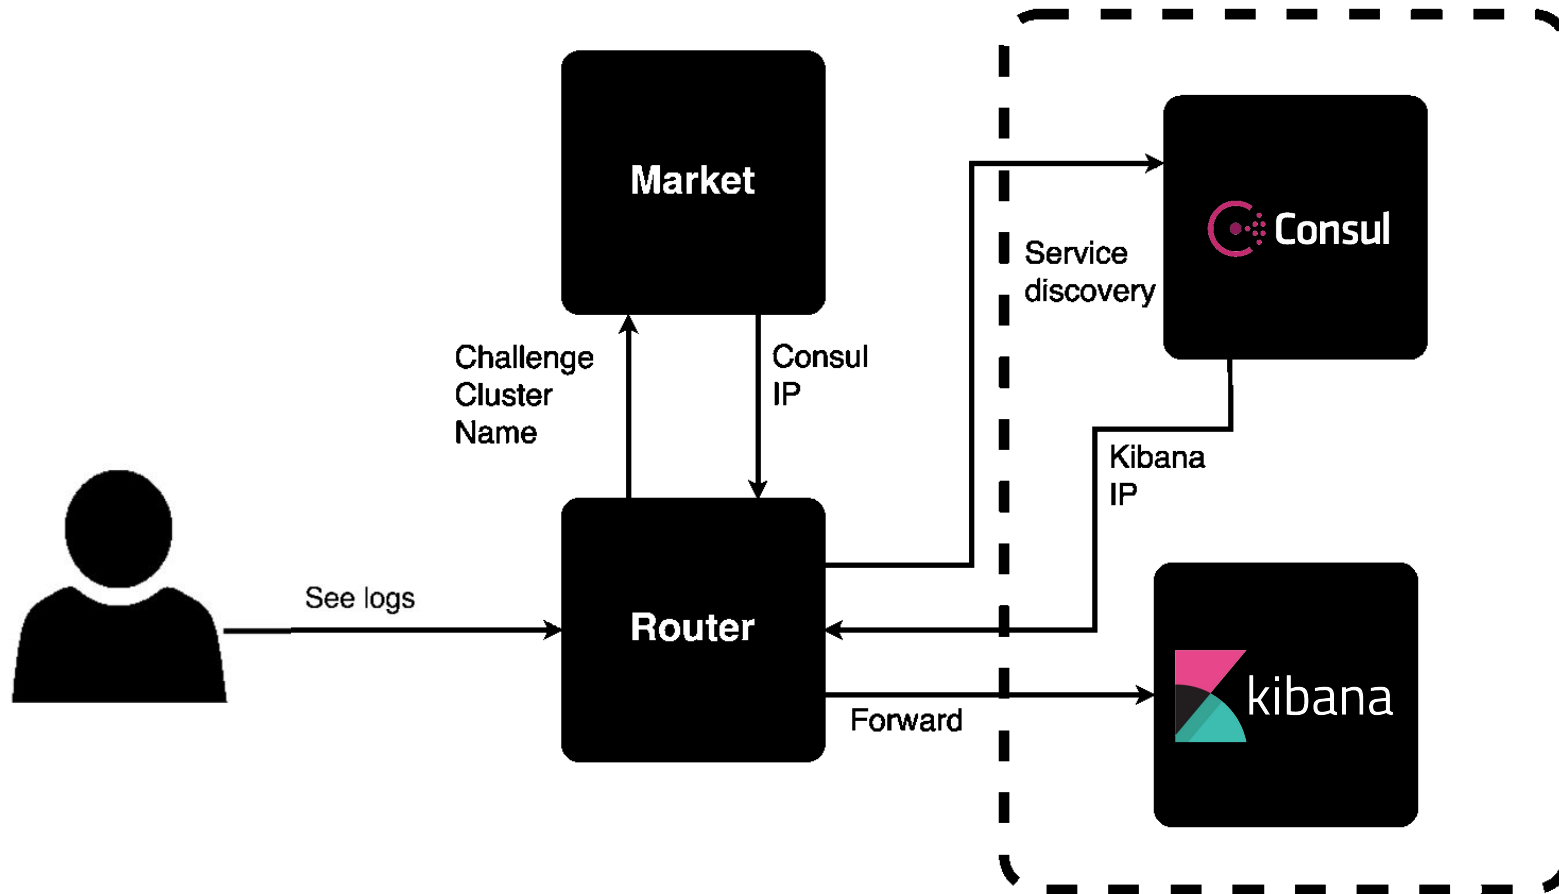 Market
Consul
Service
discovery
Challenge
Cluster
Name
Consul
IP
Kibana
IP
See logs
Router
kibana
Forward